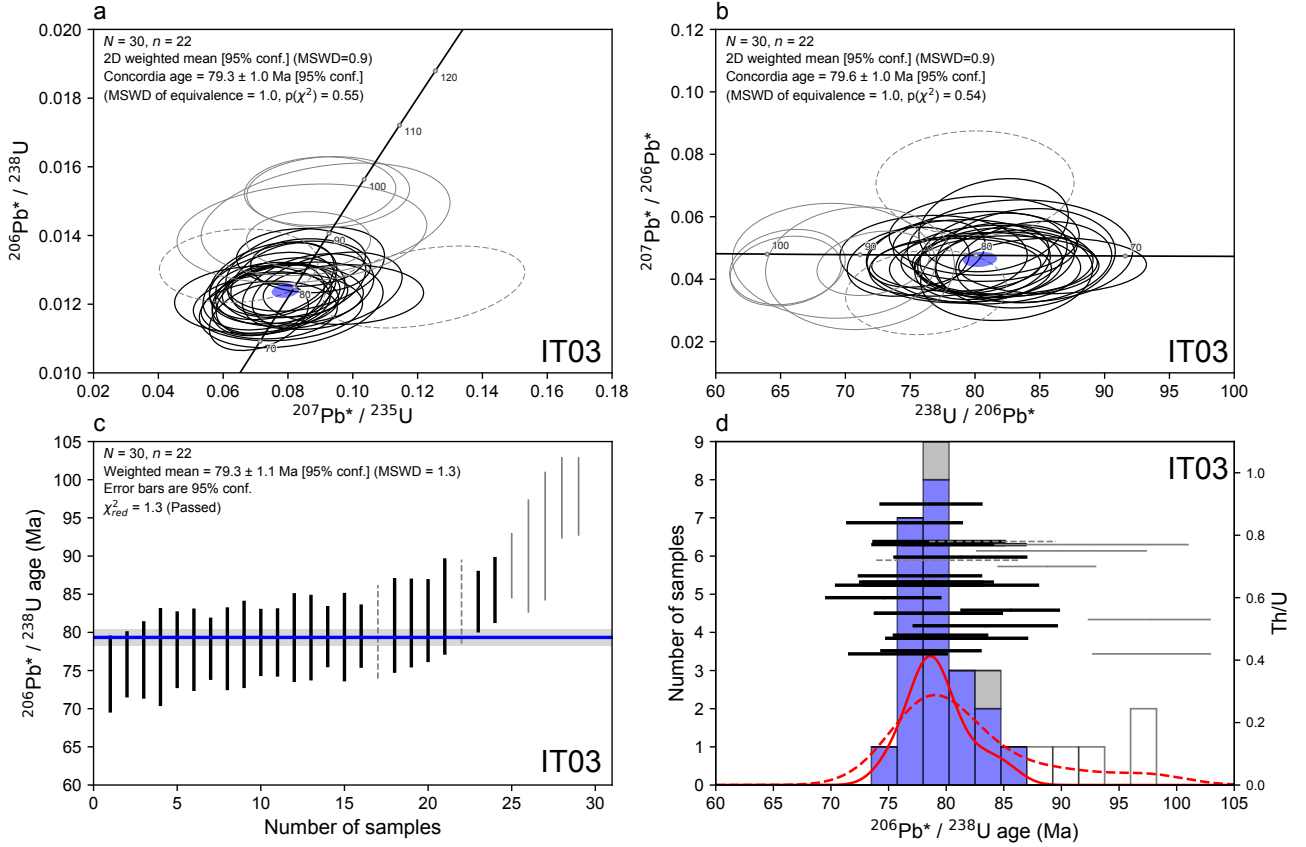 a
N = 30, n = 22
2D weighted mean [95% conf.] (MSWD=0.9)
Concordia age = 79.3 ± 1.0 Ma [95% conf.]
(MSWD of equivalence = 1.0, p(χ²) = 0.55)
0.020
0.018
0.016
0.014
0.012
0.010
²⁰⁶Pb* / ²³⁸U
120
110
100
90
80
70
IT03
0.02 0.04 0.06 0.08 0.10 0.12 0.14 0.16 0.18
²⁰⁷Pb* / ²³⁵U
b
N = 30, n = 22
2D weighted mean [95% conf.] (MSWD=0.9)
Concordia age = 79.6 ± 1.0 Ma [95% conf.]
(MSWD of equivalence = 1.0, p(χ²) = 0.54)
0.12
0.10
0.08
0.06
0.04
0.02
²⁰⁷Pb* / ²⁰⁶Pb*
100 90 80 70
IT03
60 65 70 75 80 85 90 95 100
²³⁸U / ²⁰⁶Pb*
c
N = 30, n = 22
Weighted mean = 79.3 ± 1.1 Ma [95% conf.] (MSWD = 1.3)
Error bars are 95% conf.
χ²red = 1.3 (Passed)
105
100
95
90
85
80
75
70
65
60
²⁰⁶Pb* / ²³⁸U age (Ma)
IT03
0 5 10 15 20 25 30
Number of samples
d
IT03
9
8
7
6
5
4
3
2
1
0
Number of samples
1.0
0.8
0.6
0.4
0.2
0.0
Th/U
60 65 70 75 80 85 90 95 100 105
²⁰⁶Pb* / ²³⁸U age (Ma)